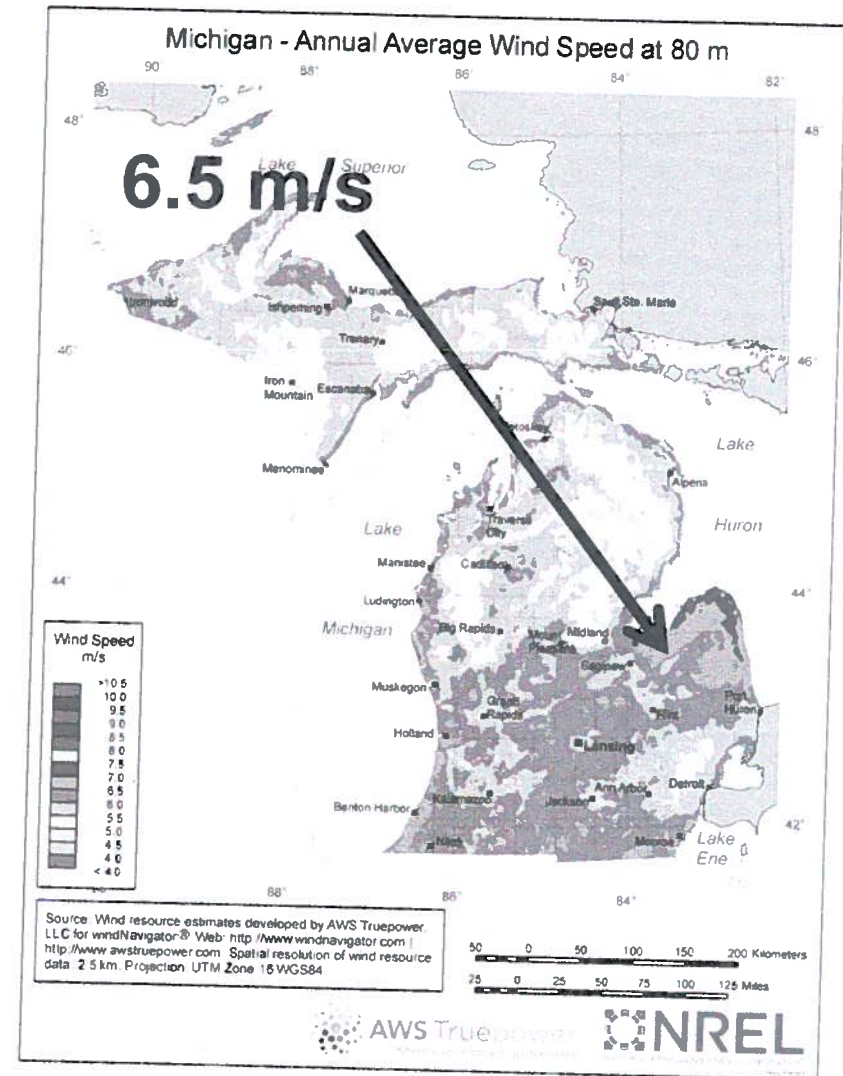 Michigan - Annual Average Wind Speed at 80 m
90
88°
86°
84°
82°
48°
48°
Lake Superior
6.5 m/s
Ironwood
Ishpeming
Sault Ste. Marie
Trenary
46°
46°
Iron Mountain
Escanaba
Menominee
Lake
Huron
Alpena
Traverse City
Lake
Michigan
Manistee
Cadillac
Ludington
44°
44°
Big Rapids
Mount
Midland
Saginaw
Wind Speed
m/s
>10.5
10.0
9.5
9.0
8.5
8.0
7.5
7.0
6.5
6.0
5.5
5.0
4.5
4.0
< 4.0
Muskegon
Grand Rapids
Flint
Port Huron
Holland
Lansing
Benton Harbor
Kalamazoo
Jackson
Ann Arbor
Detroit
Niles
Monroe
Lake
42°
88°
86°
84°
Source: Wind resource estimates developed by AWS Truepower,
LLC for windNavigator®. Web: http://www.windnavigator.com |
http://www.awstruepower.com. Spatial resolution of wind resource
data: 2.5 km. Projection: UTM Zone 16 WGS84
50 0 50 100 150 200 Kilometers
25 0 25 50 75 100 125 Miles
AWS Truepower
NREL